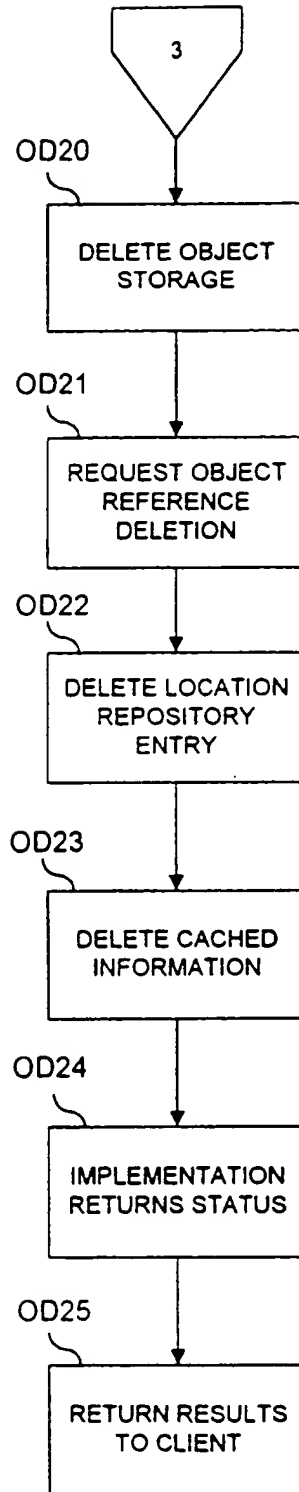 3
OD20
DELETE OBJECT
STORAGE
OD21
REQUEST OBJECT
REFERENCE
DELETION
OD22
DELETE LOCATION
REPOSITORY
ENTRY
OD23
DELETE CACHED
INFORMATION
OD24
IMPLEMENTATION
RETURNS STATUS
OD25
RETURN RESULTS
TO CLIENT